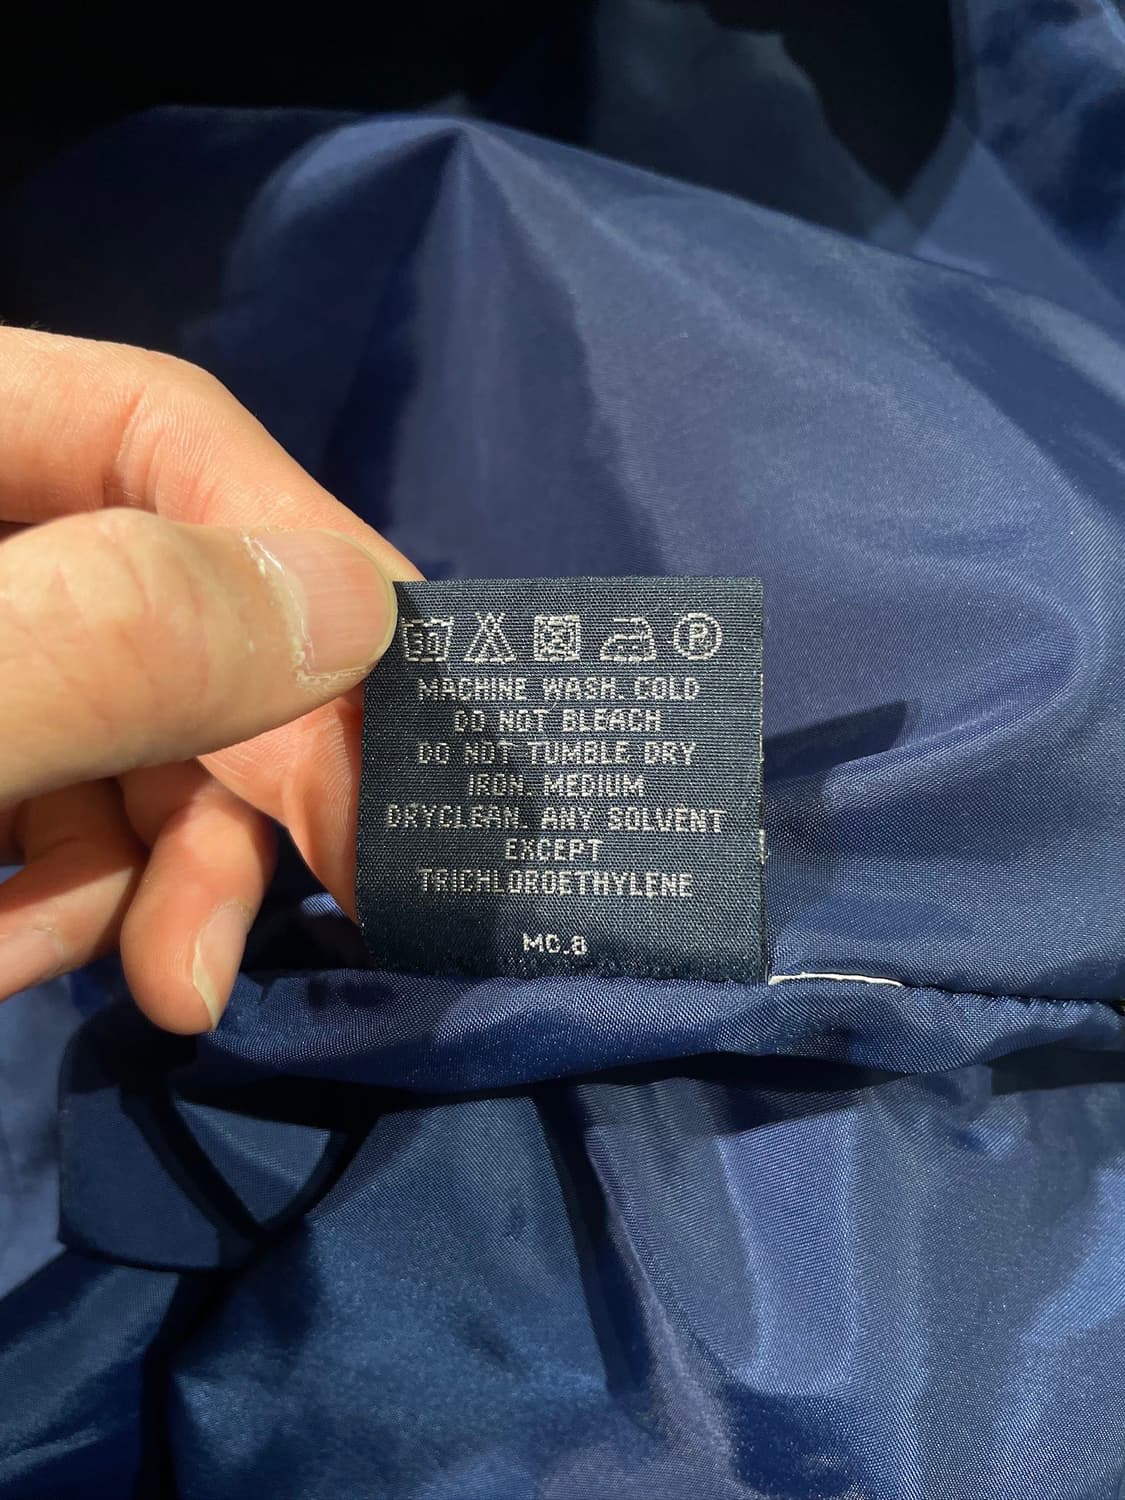 30 P
MACHINE WASH, COLD
DO NOT BLEACH
DO NOT TUMBLE DRY
IRON, MEDIUM
DRYCLEAN, ANY SOLVENT
EXCEPT
TRICHLOROETHYLENE
MC.8